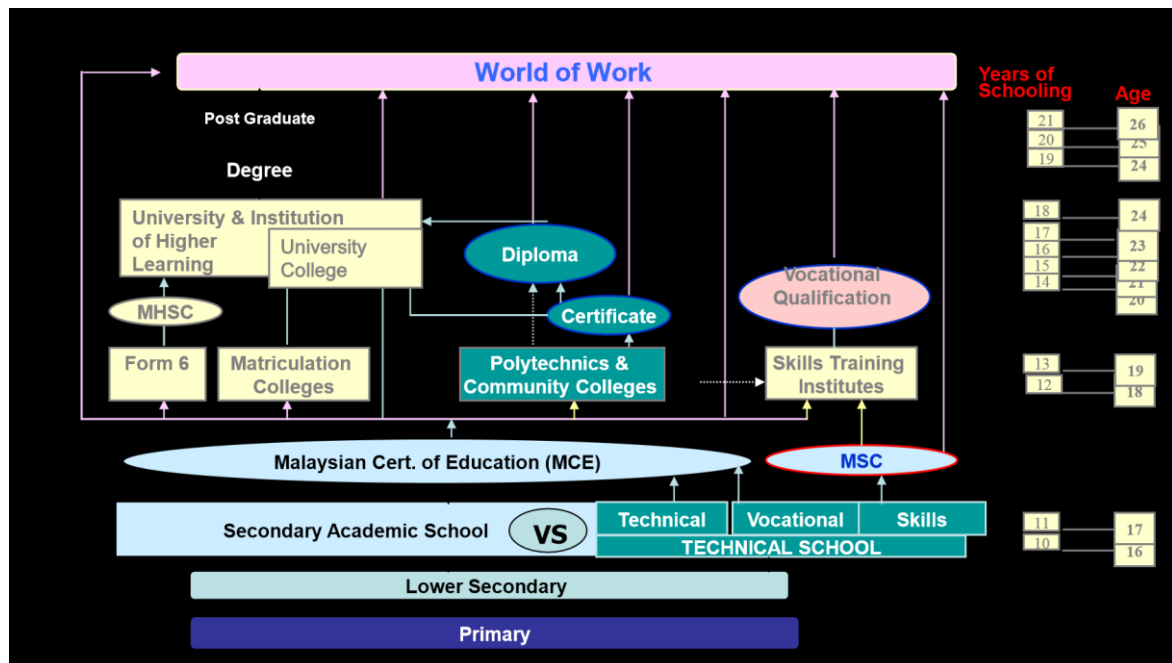 World of Work
Years of
Schooling
Age
Post Graduate
21
20
19
26
25
24
Degree
University & Institution
of Higher
Learning
University
College
Diploma
Certificate
Vocational
Qualification
18
17
16
15
14
24
23
22
21
20
MHSC
Form 6
Matriculation
Colleges
Polytechnics &
Community Colleges
Skills Training
Institutes
13
12
19
18
Malaysian Cert. of Education (MCE)
MSC
Secondary Academic School
VS
Technical
Vocational
Skills
TECHNICAL SCHOOL
11
10
17
16
Lower Secondary
Primary